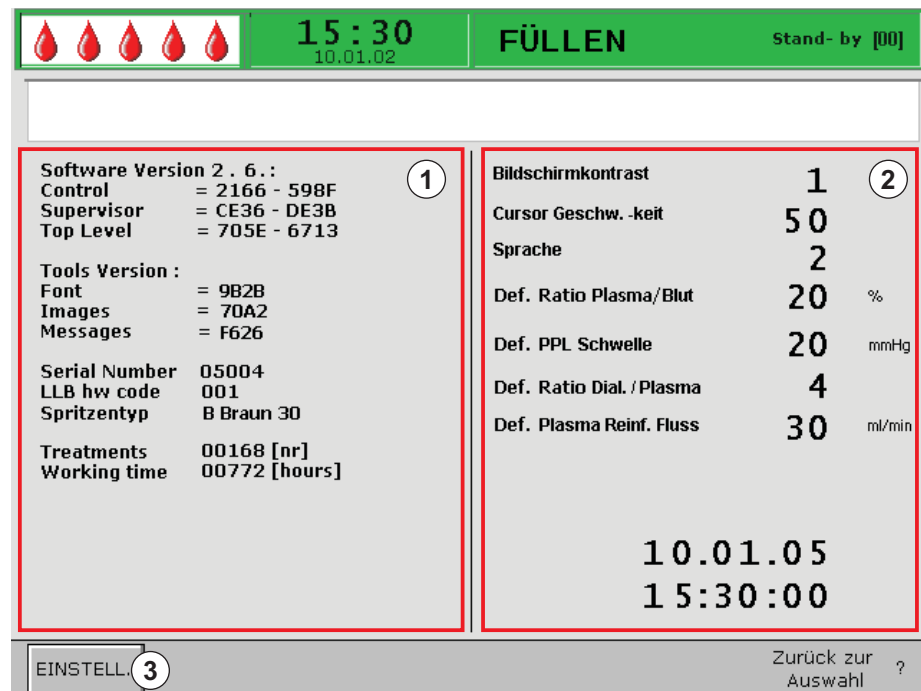 15:30
10.01.02
FÜLLEN
Stand- by [00]
Software Version 2 . 6.:
Control = 2166 - 598F
Supervisor = CE36 - DE3B
Top Level = 705E - 6713
Tools Version :
Font = 9B2B
Images = 70A2
Messages = F626
Serial Number 05004
LLB hw code 001
Spritzentyp B Braun 30
Treatments 00168 [nr]
Working time 00772 [hours]
1
Bildschirmkontrast 1
2
Cursor Geschw. -keit 50
Sprache 2
Def. Ratio Plasma/Blut 20 %
Def. PPL Schwelle 20 mmHg
Def. Ratio Dial. / Plasma 4
Def. Plasma Reinf. Fluss 30 ml/min
10.01.05
15:30:00
EINSTELL.
3
Zurück zur
Auswahl
?